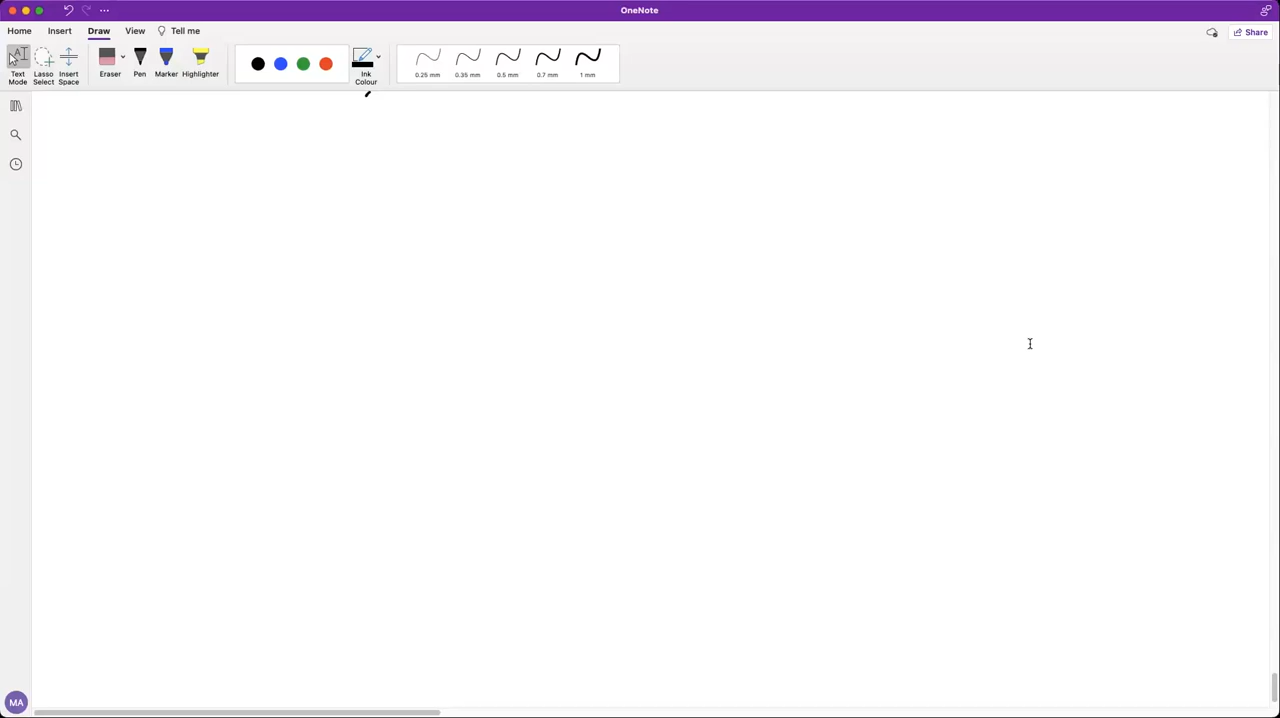 OneNote
Home Insert Draw View Tell me
Share
Text Mode
Lasso Select
Insert Space
Eraser
Pen
Marker
Highlighter
Ink Colour
0.25 mm
0.35 mm
0.5 mm
0.7 mm
1 mm
MA